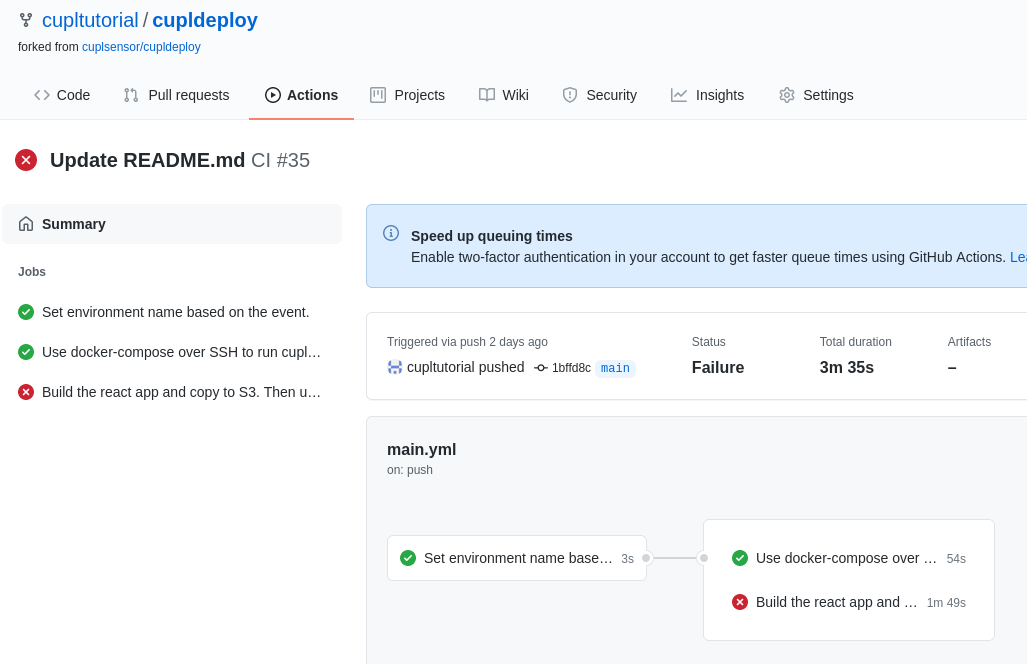 cupltutorial / cupldeploy
forked from cuplsensor/cupldeploy
Code Pull requests Actions Projects Wiki Security Insights Settings
Update README.md CI #35
Summary
Jobs
Set environment name based on the event.
Use docker-compose over SSH to run cupl…
Build the react app and copy to S3. Then u…
Speed up queuing times
Enable two-factor authentication in your account to get faster queue times using GitHub Actions. Lea
Triggered via push 2 days ago
cupltutorial pushed 1bffd8c main
Status
Failure
Total duration
3m 35s
Artifacts
–
main.yml
on: push
Set environment name base… 3s
Use docker-compose over … 54s
Build the react app and … 1m 49s